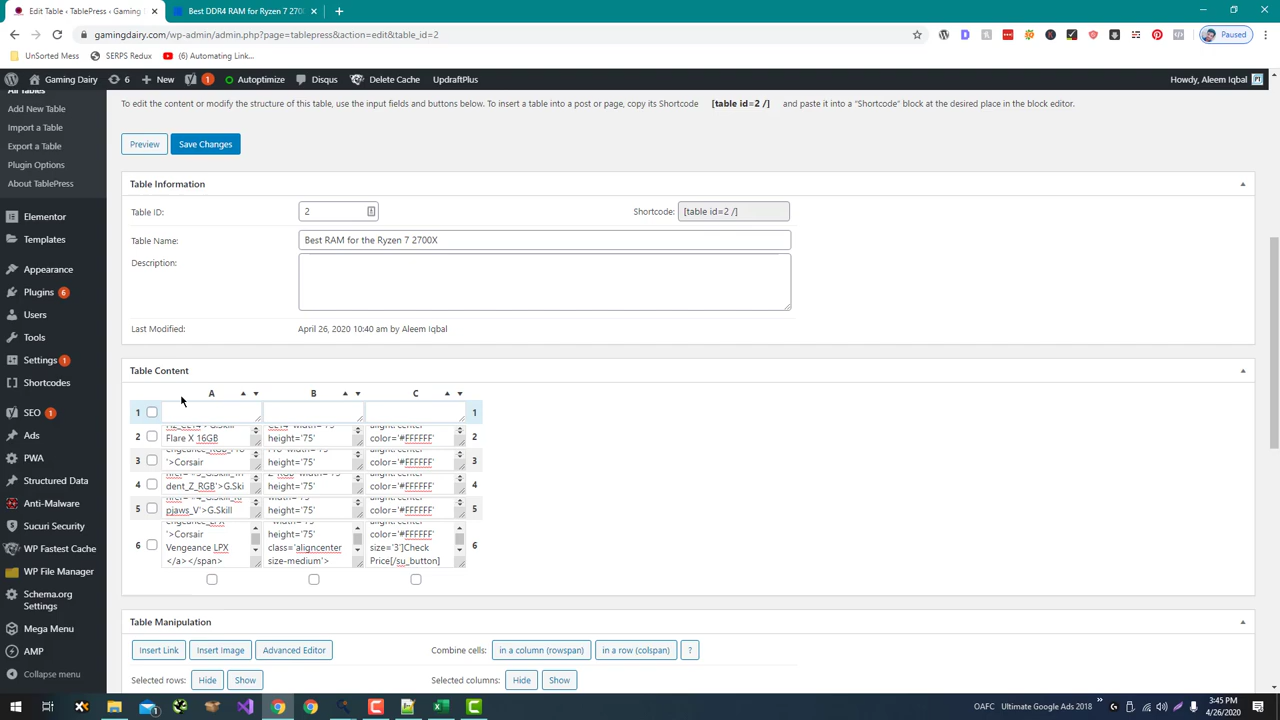 Edit Table ‹ TablePress ‹ Gaming
Best DDR4 RAM for Ryzen 7 270
gamingdairy.com/wp-admin/admin.php?page=tablepress&action=edit&table_id=2
Paused
UnSorted Mess
SERPS Redux
(6) Automating Link...
Gaming Dairy
6
New
1
Autoptimize
Disqus
Delete Cache
UpdraftPlus
Howdy, Aleem Iqbal
All Tables
Add New Table
Import a Table
Export a Table
Plugin Options
About TablePress
Elementor
Templates
Appearance
Plugins 6
Users
Tools
Settings 1
Shortcodes
SEO 1
Ads
PWA
Structured Data
Anti-Malware
Sucuri Security
WP Fastest Cache
WP File Manager
Schema.org
Settings
Mega Menu
AMP
Collapse menu
To edit the content or modify the structure of this table, use the input fields and buttons below. To insert a table into a post or page, copy its Shortcode [table id=2 /] and paste it into a “Shortcode” block at the desired place in the block editor.
Preview
Save Changes
Table Information
Table ID:
2
Shortcode:
[table id=2 /]
Table Name:
Best RAM for the Ryzen 7 2700X
Description:
Last Modified:
April 26, 2020 10:40 am by Aleem Iqbal
Table Content
A B C
1 1
Flare X 16GB
height='75'
color='#FFFFFF'
2 2
'>Corsair
height='75'
color='#FFFFFF'
3 3
dent_Z_RGB'>G.Ski
height='75'
color='#FFFFFF'
4 4
pjaws_V'>G.Skill
height='75'
color='#FFFFFF'
5 5
'>Corsair
Vengeance LPX
</a></span>
height='75'
class='aligncenter
size-medium'>
color='#FFFFFF'
size='3']Check
Price[/su_button]
6 6
Table Manipulation
Insert Link
Insert Image
Advanced Editor
Combine cells:
in a column (rowspan)
in a row (colspan)
?
Selected rows:
Hide
Show
Selected columns:
Hide
Show
OAFC
Ultimate Google Ads 2018
3:45 PM
4/26/2020